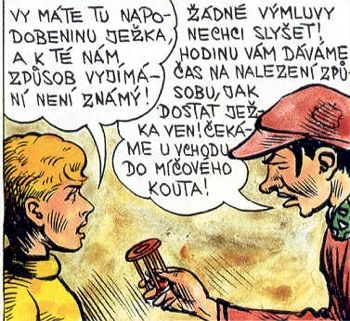 VY MÁTE TU NAPO-
DOBENINU JEŽKA,
A K TÉ NÁM
ZPŮSOB VYJÍMÁ-
NÍ NENÍ ZNÁMÝ!
ŽÁDNÉ VÝMLUVY
NECHCI SLYŠET!
HODINU VÁM DÁVÁME
ČAS NA NALEZENÍ ZPŮ-
SOBU, JAK
DOSTAT JEŽ-
KA VEN! ČEKÁ-
ME U VCHODU
DO MÍČOVÉHO
KOUTA!